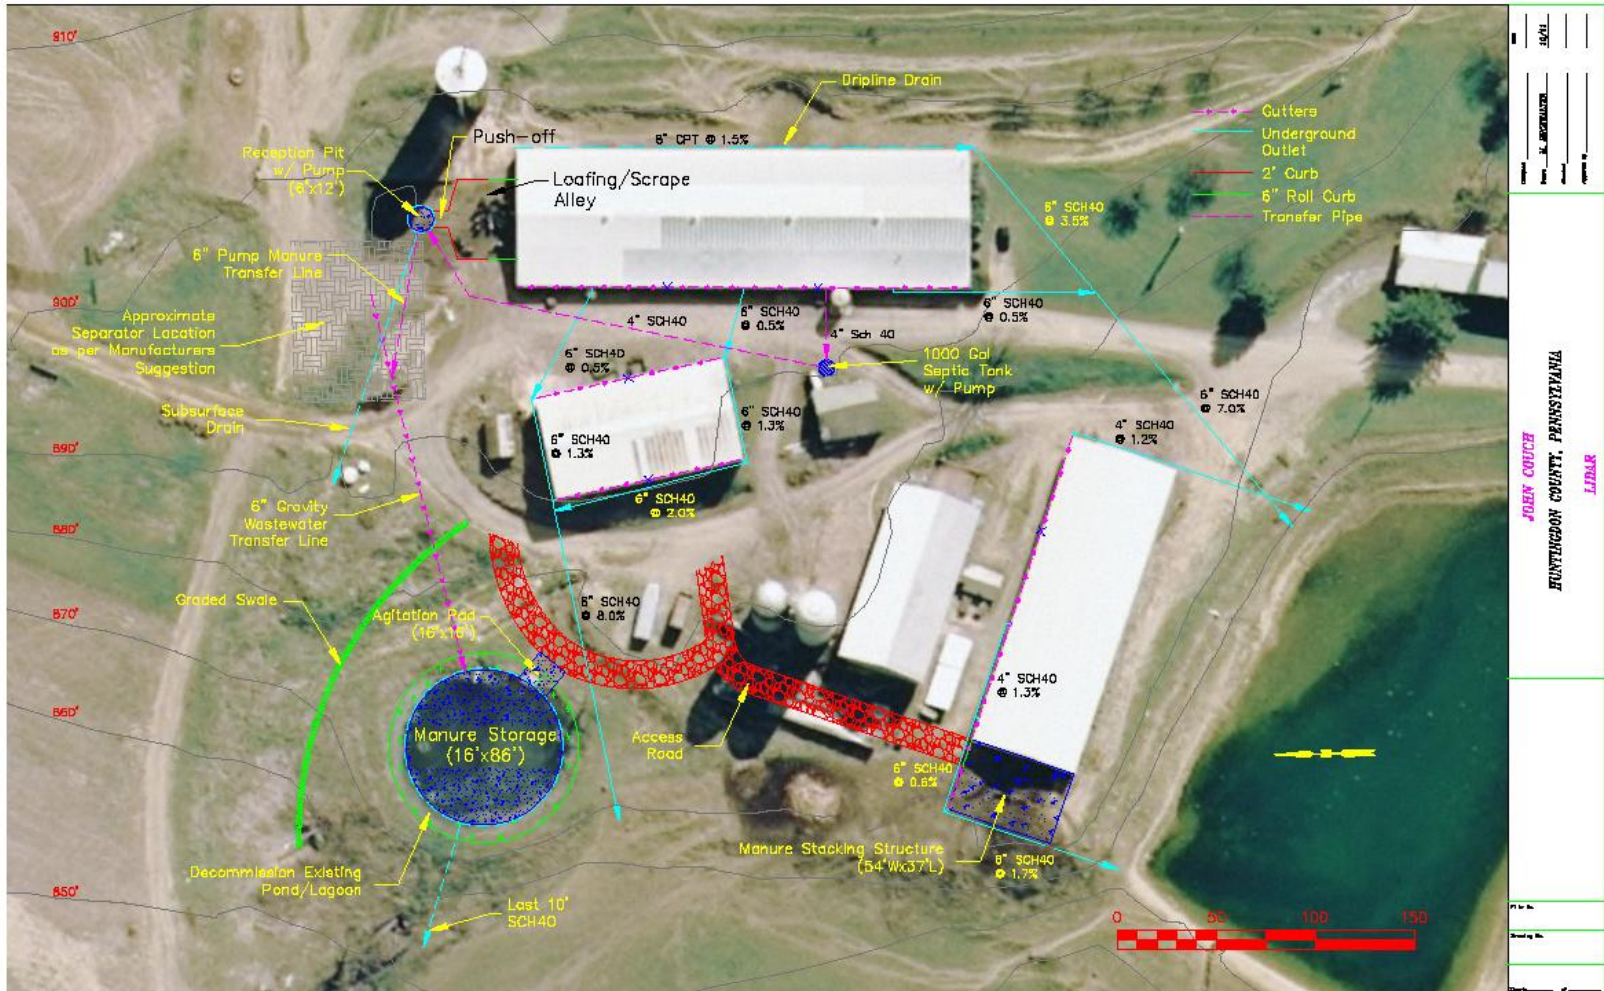 910'
Dripline Drain
Push-off
8" CPT @ 1.5%
Gutters
Underground
Outlet
2' Curb
6" Roll Curb
Transfer Pipe
Reception Pit
w/ Pump
(6'x12')
Loafing/Scrape
Alley
6" SCH40
@ 3.5%
6" Pump Manure
Transfer Line
900'
Approximate
Separator Location
as per Manufacturers
Suggestion
4" SCH40
6" SCH40
@ 0.5%
4" Sch 40
6" SCH40
@ 0.5%
6" SCH40
@ 0.5%
1000 Gal
Septic Tank
w/ Pump
6" SCH40
@ 7.0%
Subsurface
Drain
6" SCH40
@ 1.3%
6" SCH40
@ 1.3%
4" SCH40
@ 1.2%
890'
6" SCH40
@ 2.0%
6" Gravity
Wastewater
Transfer Line
880'
Graded Swale
870'
Agitation Pad
(16'x16')
6" SCH40
@ 8.0%
4" SCH40
@ 1.3%
860'
Manure Storage
(16'x86')
Access
Road
6" SCH40
@ 0.6%
Manure Stacking Structure
(54'Wx37'L)
8" SCH40
@ 1.7%
Decommission Existing
Pond/Lagoon
850'
Last 10'
SCH40
0 50 100 150
JOHN COUCH
HUNTINGDON COUNTY, PENNSYLVANIA
LIDAR